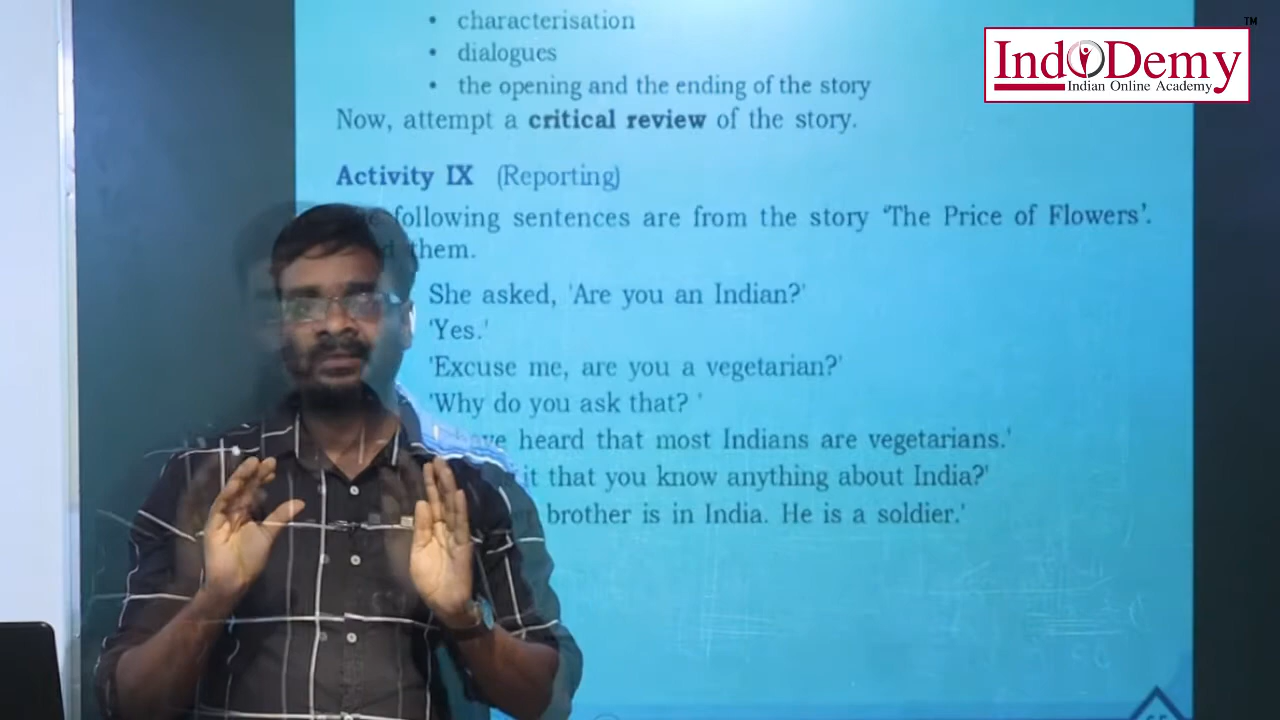 • characterisation
• dialogues
• the opening and the ending of the story
Now, attempt a critical review of the story.
Activity IX (Reporting)
following sentences are from the story 'The Price of Flowers'.
them.
She asked, 'Are you an Indian?'
'Yes.'
'Excuse me, are you a vegetarian?'
'Why do you ask that? '
heard that most Indians are vegetarians.'
it that you know anything about India?'
brother is in India. He is a soldier.'
IndoDemy
Indian Online Academy
TM